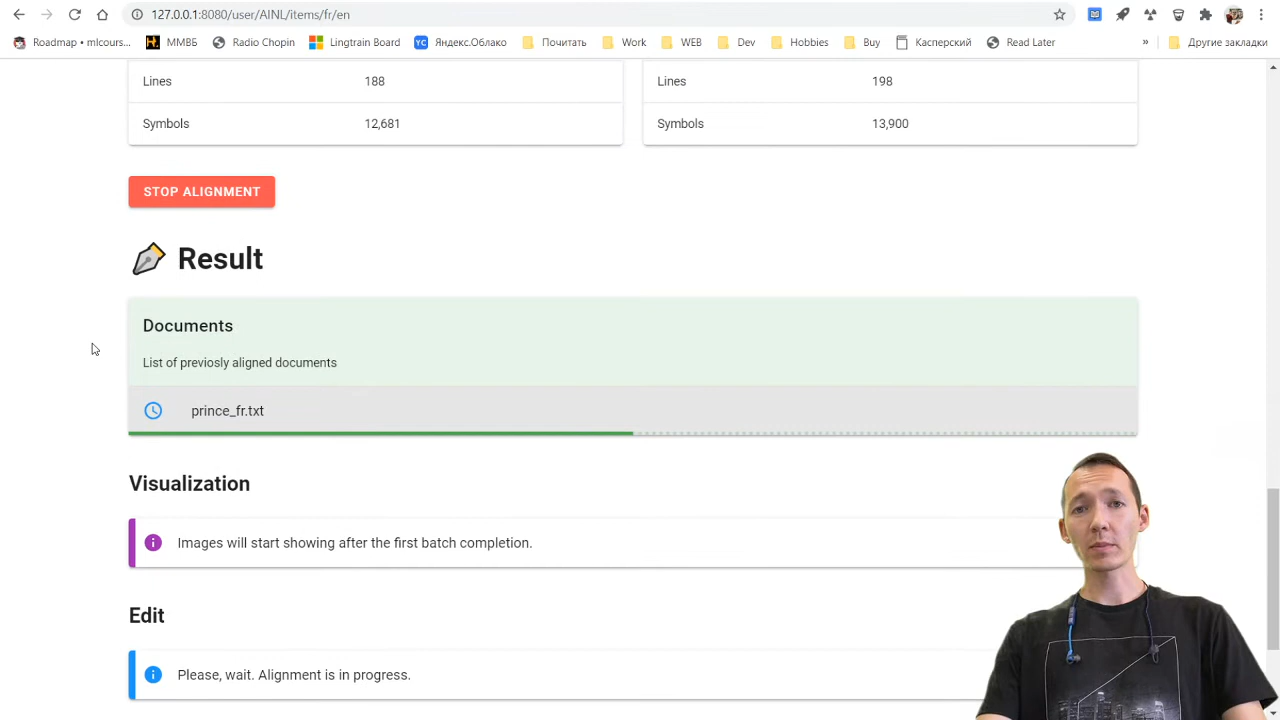 127.0.0.1:8080/user/AINL/items/fr/en
Roadmap | mlcours... ММВБ Radio Chopin Lingtrain Board Яндекс.Облако Почитать Work WEB Dev Hobbies Buy Касперский Read Later » Другие закладки
Lines 188 Lines 198
Symbols 12,681 Symbols 13,900
STOP ALIGNMENT
Result
Documents
List of previosly aligned documents
prince_fr.txt
Visualization
Images will start showing after the first batch completion.
Edit
Please, wait. Alignment is in progress.